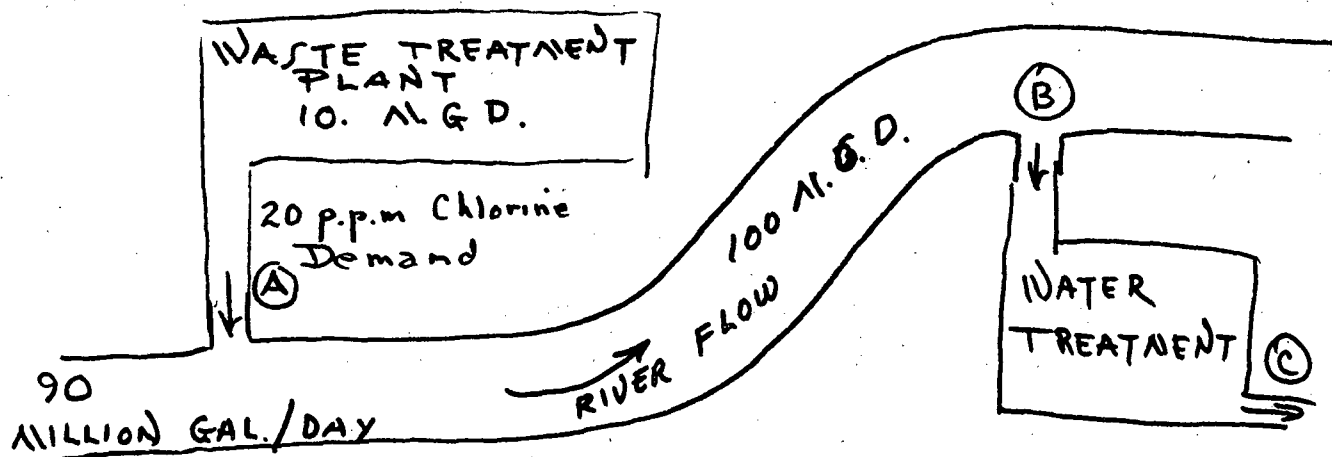 WASTE TREATMENT
PLANT
10. M. G D.
20 p.p.m Chlorine
Demand
A
90
MILLION GAL./DAY
RIVER FLOW
100 M.G.D.
B
WATER
TREATMENT
C